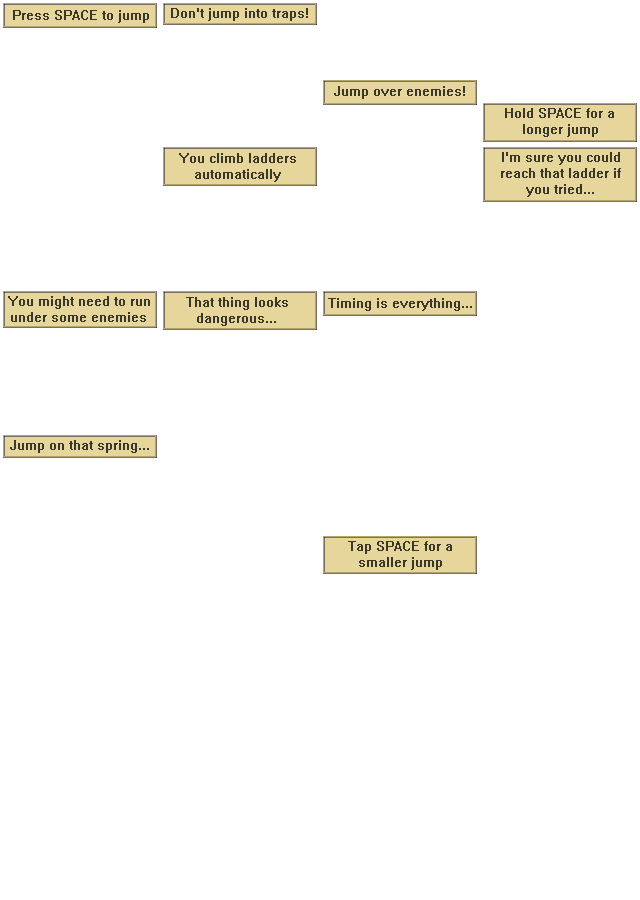 Press SPACE to jump
Don't jump into traps!
Jump over enemies!
Hold SPACE for a
longer jump
You climb ladders
automatically
I'm sure you could
reach that ladder if
you tried...
You might need to run
under some enemies
That thing looks
dangerous...
Timing is everything...
Jump on that spring...
Tap SPACE for a
smaller jump